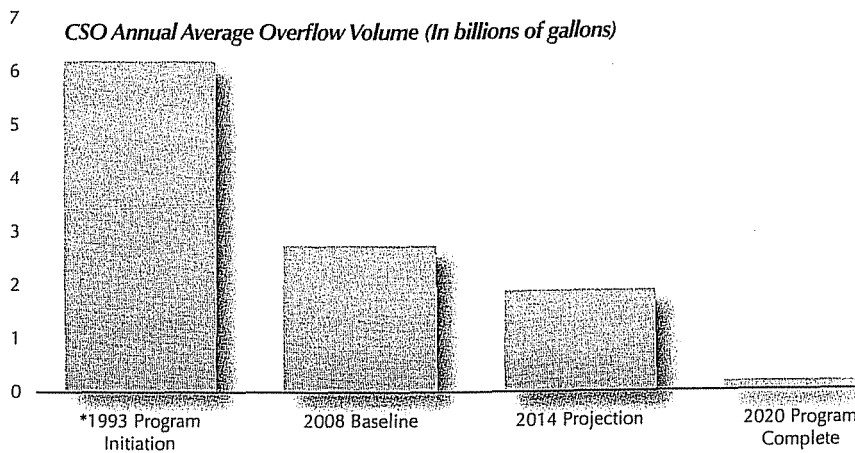 7
CSO Annual Average Overflow Volume (In billions of gallons)
6
5
4
3
2
1
0
*1993 Program
Initiation
2008 Baseline
2014 Projection
2020 Program
Complete